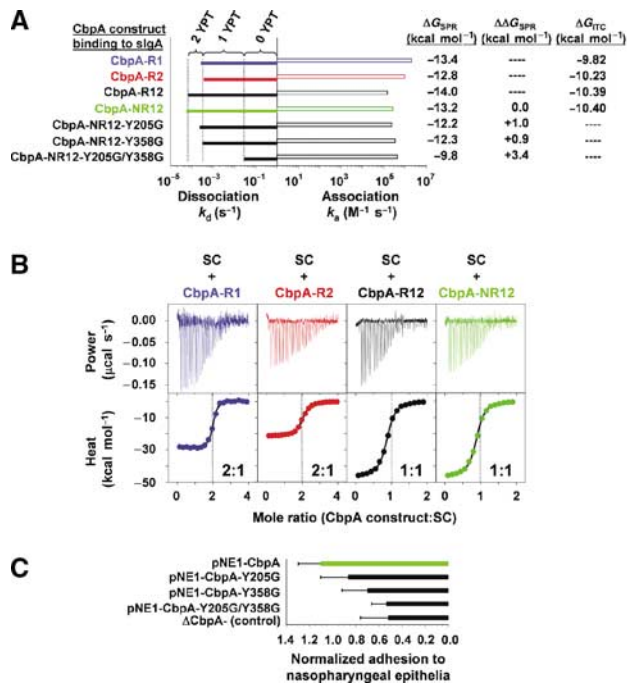 A
CbpA construct
binding to sIgA
2 YPT
1 YPT
0 YPT
ΔG_SPR
(kcal mol⁻¹)
ΔΔG_SPR
(kcal mol⁻¹)
ΔG_ITC
(kcal mol⁻¹)
CbpA-R1 −13.4 ---- −9.82
CbpA-R2 −12.8 ---- −10.23
CbpA-R12 −14.0 ---- −10.39
CbpA-NR12 −13.2 0.0 −10.40
CbpA-NR12-Y205G −12.2 +1.0 ----
CbpA-NR12-Y358G −12.3 +0.9 ----
CbpA-NR12-Y205G/Y358G −9.8 +3.4 ----
10⁻⁵ 10⁻³ 10⁻¹ 10¹ 10³ 10⁵ 10⁷
Dissociation Association
k_d (s⁻¹) k_a (M⁻¹ s⁻¹)
B
SC SC SC SC
+ + + +
CbpA-R1 CbpA-R2 CbpA-R12 CbpA-NR12
Power
(μcal s⁻¹)
0.00
−0.05
−0.10
−0.15
Heat
(kcal mol⁻¹)
−10
−30
−50
2:1 2:1 1:1 1:1
0 2 4 0 2 4 0 1 2 0 1 2
Mole ratio (CbpA construct:SC)
C
pNE1-CbpA
pNE1-CbpA-Y205G
pNE1-CbpA-Y358G
pNE1-CbpA-Y205G/Y358G
ΔCbpA- (control)
1.4 1.2 1.0 0.8 0.6 0.4 0.2 0.0
Normalized adhesion to
nasopharyngeal epithelia